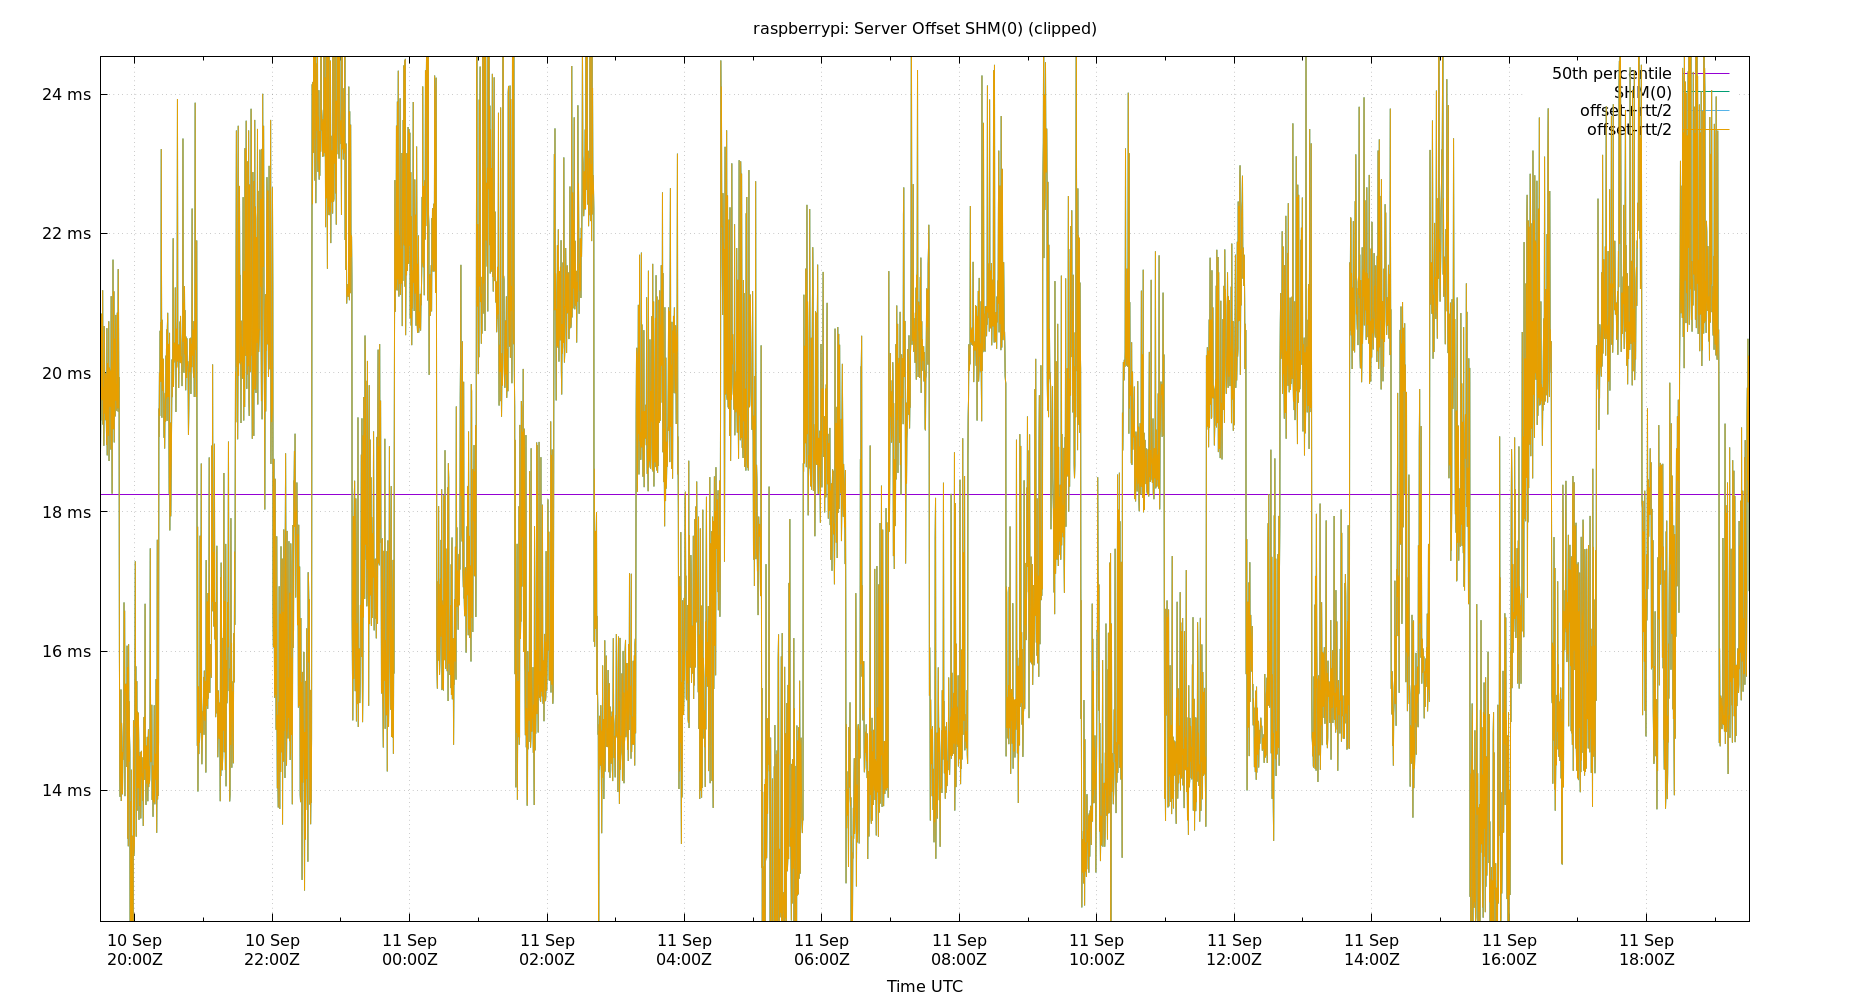 raspberrypi: Server Offset SHM(0) (clipped)
50th percentile
SHM(0)
offset+rtt/2
offset-rtt/2
24 ms
22 ms
20 ms
18 ms
16 ms
14 ms
10 Sep 10 Sep 11 Sep 11 Sep 11 Sep 11 Sep 11 Sep 11 Sep 11 Sep 11 Sep 11 Sep 11 Sep
20:00Z 22:00Z 00:00Z 02:00Z 04:00Z 06:00Z 08:00Z 10:00Z 12:00Z 14:00Z 16:00Z 18:00Z
Time UTC